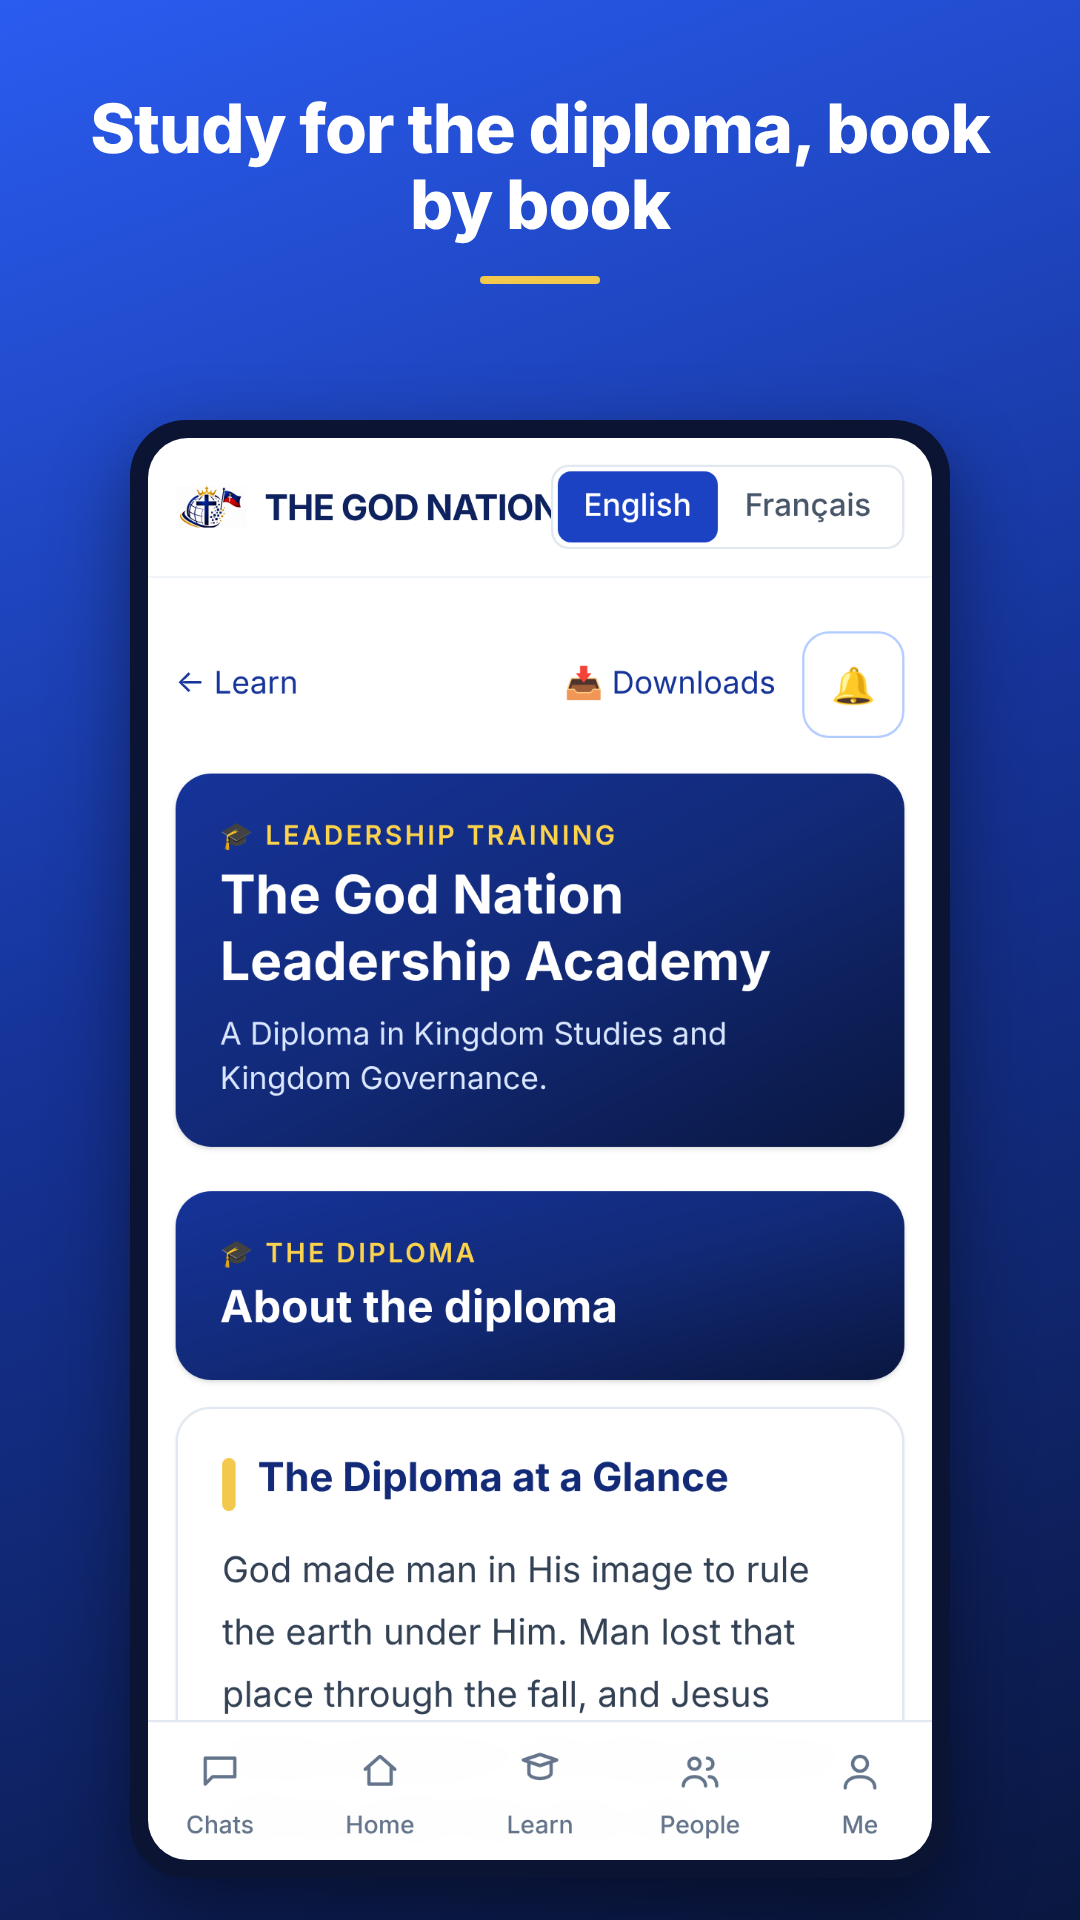 Study for the diploma, book
by book
THE GOD NATION
English
Français
← Learn
Downloads
LEADERSHIP TRAINING
The God Nation
Leadership Academy
A Diploma in Kingdom Studies and
Kingdom Governance.
THE DIPLOMA
About the diploma
The Diploma at a Glance
God made man in His image to rule
the earth under Him. Man lost that
place through the fall, and Jesus
Chats
Home
Learn
People
Me